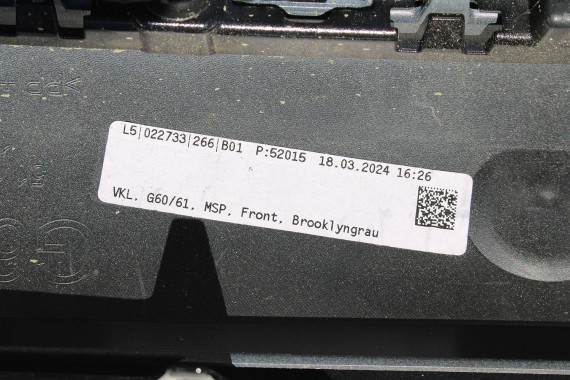 L5|022733|266|B01 P:52015 18.03.2024 16:26
VKL. G60/61. MSP. Front. Brooklyngrau